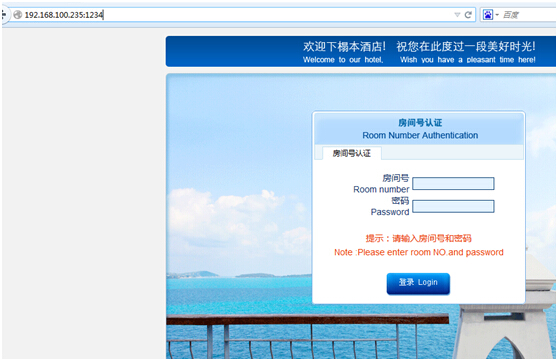 192.168.100.235:1234
百度
欢迎下榻本酒店! 祝您在此度过一段美好时光!
Welcome to our hotel, Wish you have a pleasant time here!
房间号认证
Room Number Authentication
房间号认证
房间号
Room number
密码
Password
提示：请输入房间号和密码
Note :Please enter room NO.and password
登录 Login